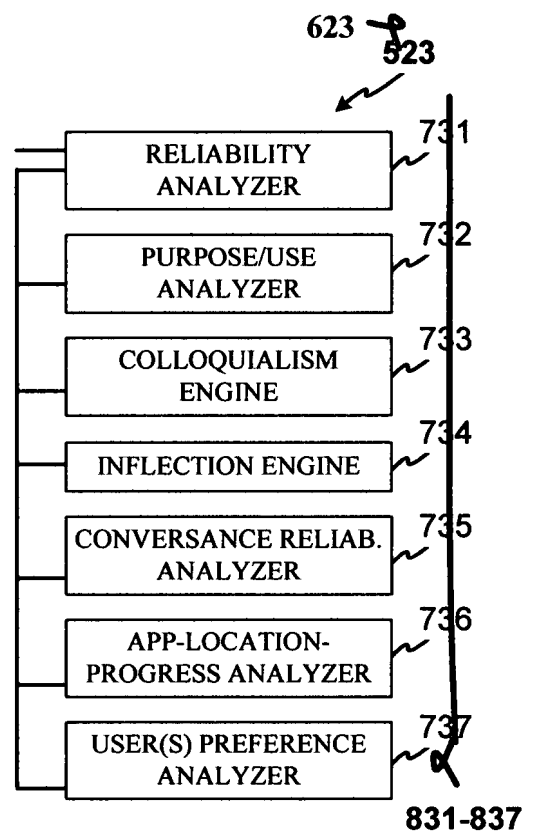 623
523
731
RELIABILITY
ANALYZER
732
PURPOSE/USE
ANALYZER
733
COLLOQUIALISM
ENGINE
734
INFLECTION ENGINE
735
CONVERSANCE RELIAB.
ANALYZER
736
APP-LOCATION-
PROGRESS ANALYZER
737
USER(S) PREFERENCE
ANALYZER
831-837